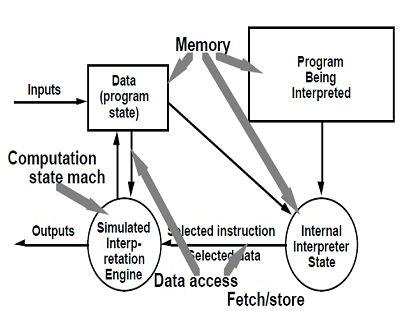 Memory
Inputs
Data
(program
state)
Program
Being
Interpreted
Computation
state mach
Outputs
Simulated
Interp-
retation
Engine
Selected instruction
Selected data
Internal
Interpreter
State
Data access
Fetch/store